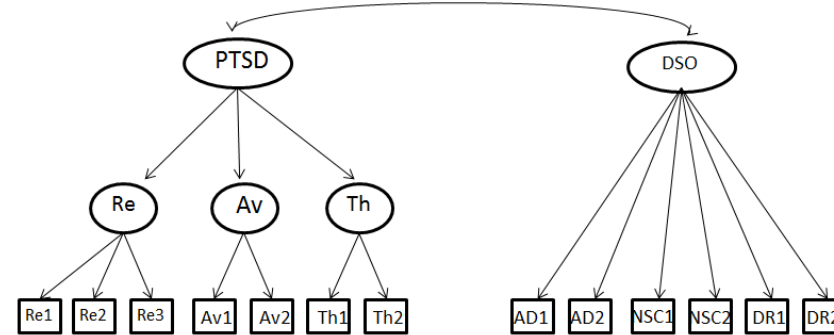 PTSD DSO
Re Av Th
Re1 Re2 Re3 Av1 Av2 Th1 Th2 AD1 AD2 NSC1 NSC2 DR1 DR2